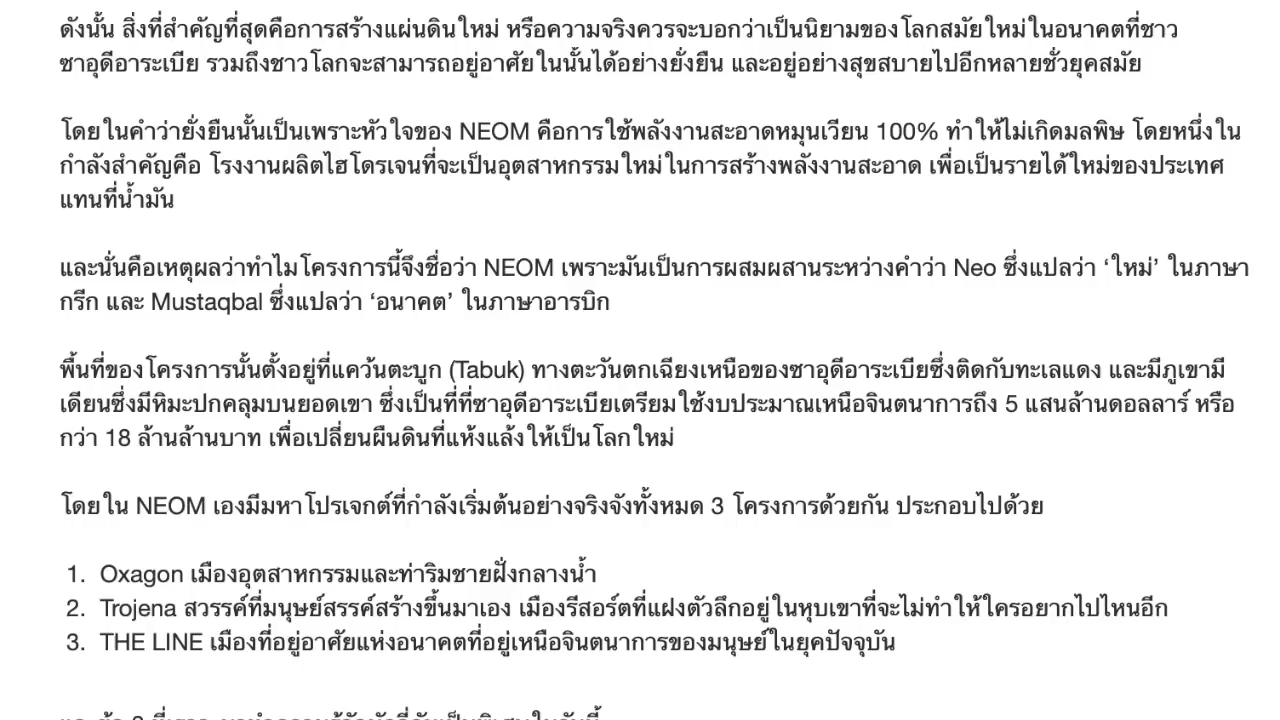 ดังนั้น สิ่งที่สำคัญที่สุดคือการสร้างแผ่นดินใหม่ หรือความจริงควรจะบอกว่าเป็นนิยามของโลกสมัยใหม่ในอนาคตที่ชาว
ซาอุดีอาระเบีย รวมถึงชาวโลกจะสามารถอยู่อาศัยในนั้นได้อย่างยั่งยืน และอยู่อย่างสุขสบายไปอีกหลายชั่วยุคสมัย
โดยในคำว่ายั่งยืนนั้นเป็นเพราะหัวใจของ NEOM คือการใช้พลังงานสะอาดหมุนเวียน 100% ทำให้ไม่เกิดมลพิษ โดยหนึ่งใน
กำลังสำคัญคือ โรงงานผลิตไฮโดรเจนที่จะเป็นอุตสาหกรรมใหม่ในการสร้างพลังงานสะอาด เพื่อเป็นรายได้ใหม่ของประเทศ
แทนที่น้ำมัน
และนั่นคือเหตุผลว่าทำไมโครงการนี้จึงชื่อว่า NEOM เพราะมันเป็นการผสมผสานระหว่างคำว่า Neo ซึ่งแปลว่า ‘ใหม่’ ในภาษา
กรีก และ Mustaqbal ซึ่งแปลว่า ‘อนาคต’ ในภาษาอารบิก
พื้นที่ของโครงการนั้นตั้งอยู่ที่แคว้นตะบูก (Tabuk) ทางตะวันตกเฉียงเหนือของซาอุดีอาระเบียซึ่งติดกับทะเลแดง และมีภูเขามี
เดียนซึ่งมีหิมะปกคลุมบนยอดเขา ซึ่งเป็นที่ที่ซาอุดีอาระเบียเตรียมใช้งบประมาณเหนือจินตนาการถึง 5 แสนล้านดอลลาร์ หรือ
กว่า 18 ล้านล้านบาท เพื่อเปลี่ยนผืนดินที่แห้งแล้งให้เป็นโลกใหม่
โดยใน NEOM เองมีมหาโปรเจกต์ที่กำลังเริ่มต้นอย่างจริงจังทั้งหมด 3 โครงการด้วยกัน ประกอบไปด้วย
1. Oxagon เมืองอุตสาหกรรมและท่าริมชายฝั่งกลางน้ำ
2. Trojena สวรรค์ที่มนุษย์สรรค์สร้างขึ้นมาเอง เมืองรีสอร์ตที่แฝงตัวลึกอยู่ในหุบเขาที่จะไม่ทำให้ใครอยากไปไหนอีก
3. THE LINE เมืองที่อยู่อาศัยแห่งอนาคตที่อยู่เหนือจินตนาการของมนุษย์ในยุคปัจจุบัน